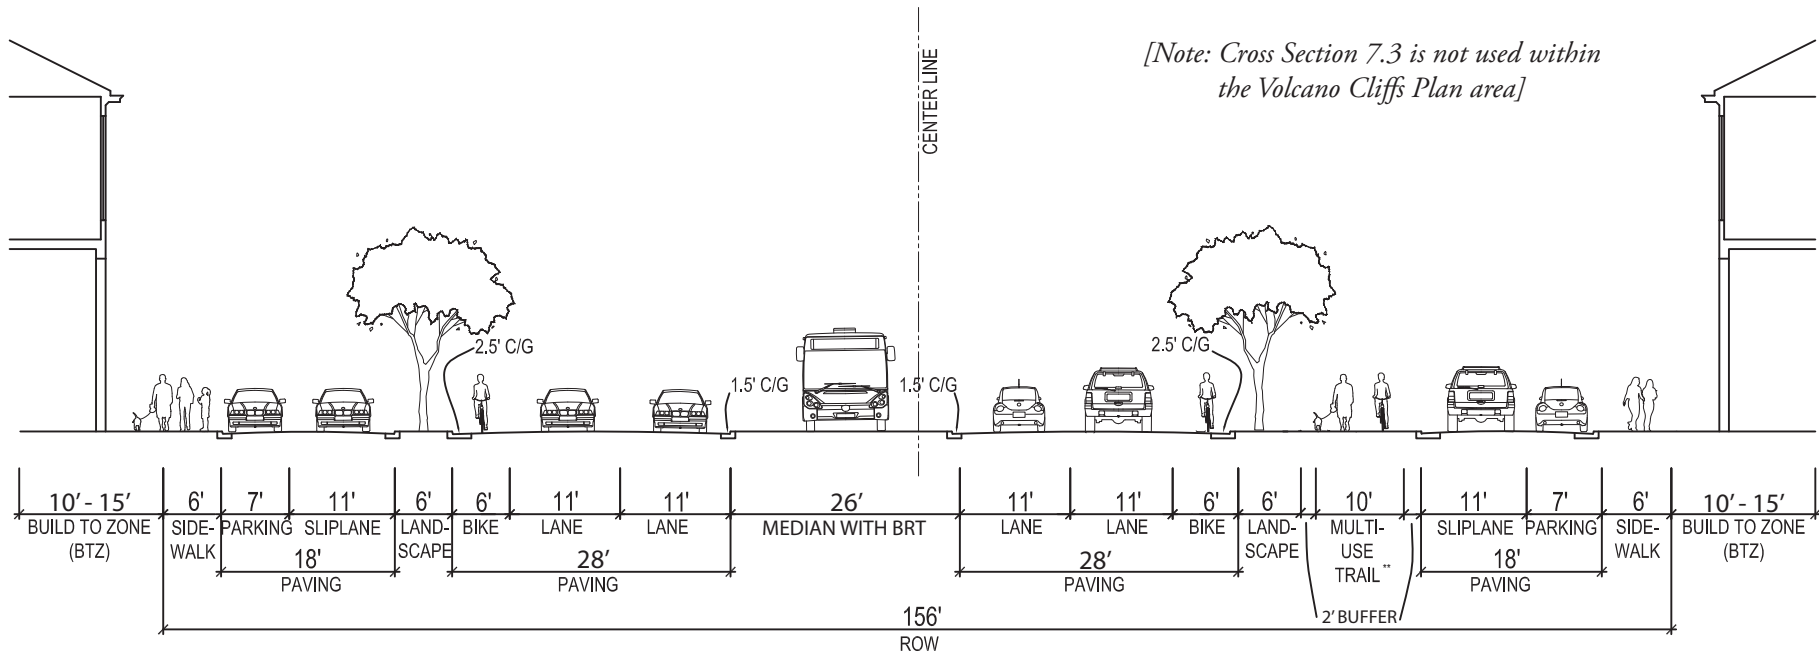 [Note: Cross Section 7.3 is not used within
the Volcano Cliffs Plan area]
CENTER LINE
2.5' C/G
1.5' C/G
1.5' C/G
2.5' C/G
10' - 15' 6' 7' 11' 6' 6' 11' 11' 26' 11' 11' 6' 6' 10' 11' 7' 6' 10' - 15'
BUILD TO ZONE SIDE- PARKING SLIPLANE LAND- BIKE LANE LANE MEDIAN WITH BRT LANE LANE BIKE LAND- MULTI- SLIPLANE PARKING SIDE- BUILD TO ZONE
(BTZ) WALK SCAPE SCAPE USE WALK (BTZ)
TRAIL **
18' 28' 28' 18'
PAVING PAVING PAVING PAVING
2' BUFFER
156'
ROW